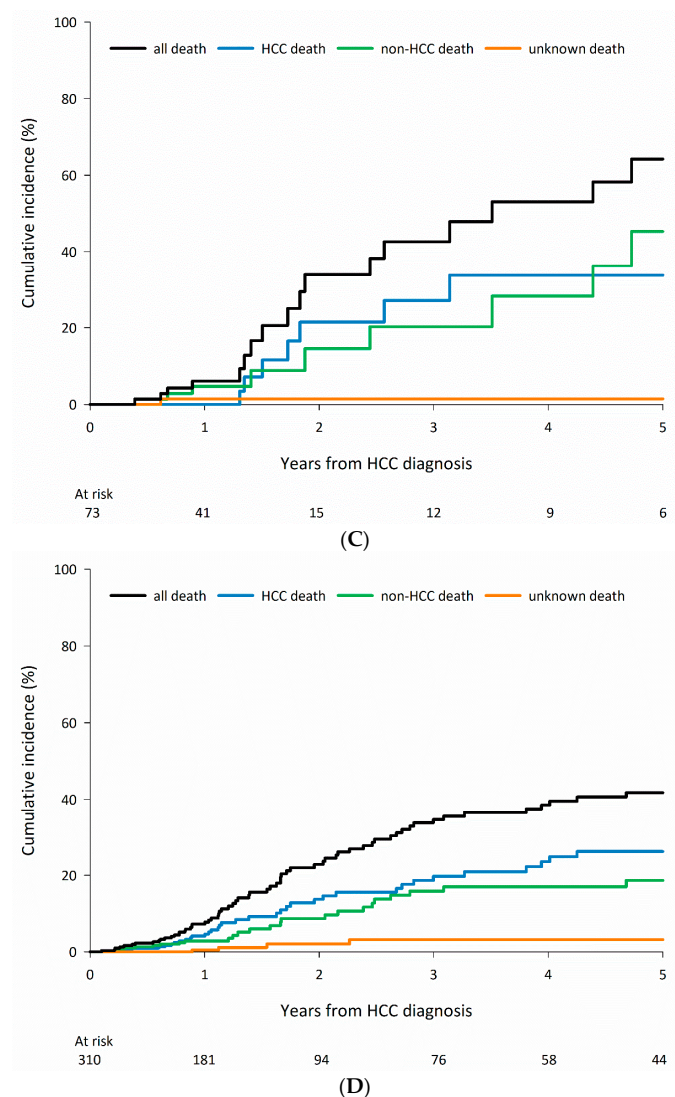 100
all death HCC death non-HCC death unknown death
80
60
40
20
0
Cumulative incidence (%)
0 1 2 3 4 5
Years from HCC diagnosis
At risk
73 41 15 12 9 6
(C)
100
all death HCC death non-HCC death unknown death
80
60
40
20
0
Cumulative incidence (%)
0 1 2 3 4 5
Years from HCC diagnosis
At risk
310 181 94 76 58 44
(D)